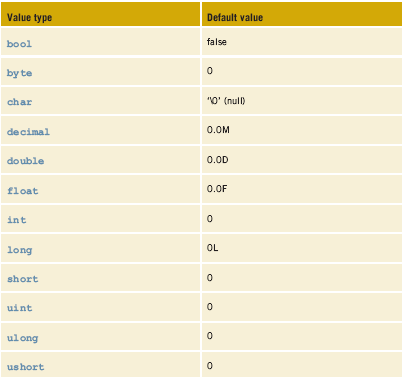 Value type Default value
bool false
byte 0
char '\0' (null)
decimal 0.0M
double 0.0D
float 0.0F
int 0
long 0L
short 0
uint 0
ulong 0
ushort 0